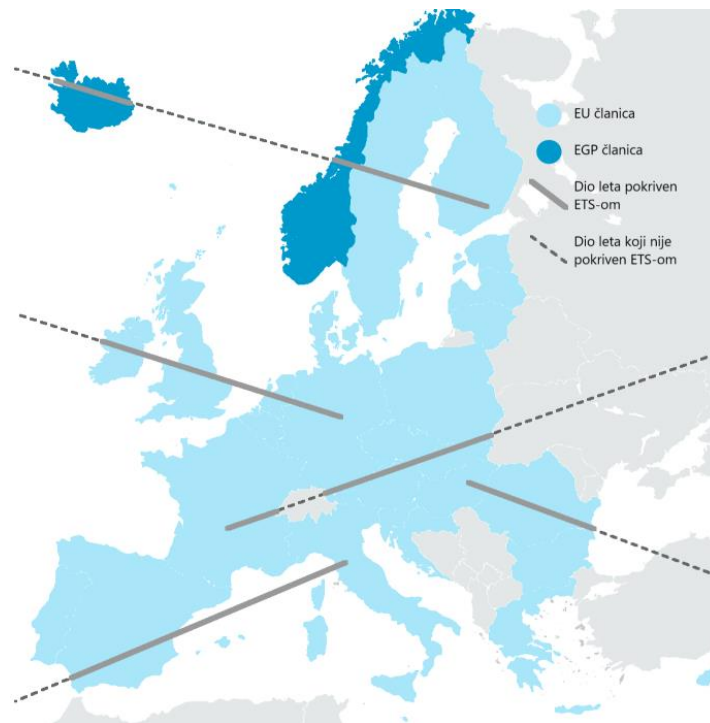 EU članica
EGP članica
Dio leta pokriven
ETS-om
Dio leta koji nije
pokriven ETS-om